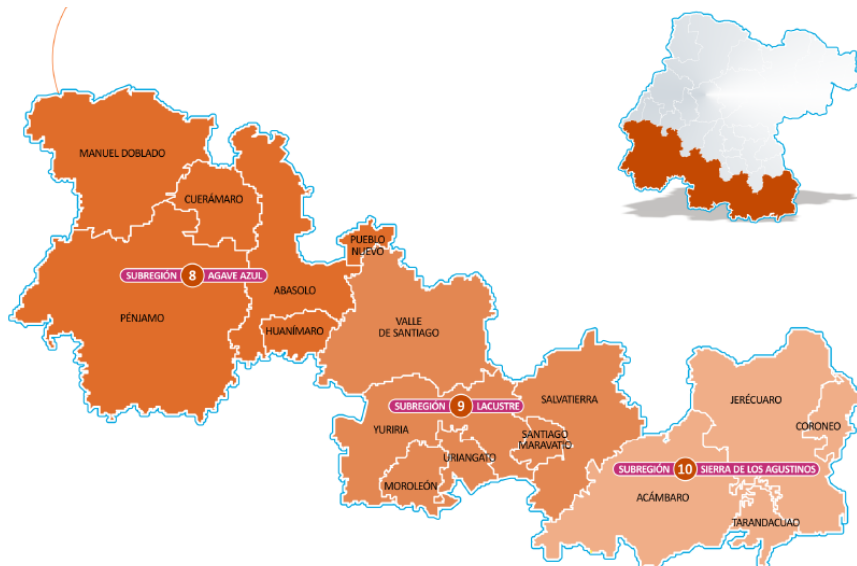 MANUEL DOBLADO
CUERÁMARO
PUEBLO
NUEVO
SUBREGIÓN 8 AGAVE AZUL
ABASOLO
PÉNJAMO
HUANÍMARO
VALLE
DE SANTIAGO
SUBREGIÓN 9 LACUSTRE
SALVATIERRA
YURIRIA
SANTIAGO
MARAVATÍO
URIANGATO
MOROLEÓN
JERÉCUARO
CORONEO
SUBREGIÓN 10 SIERRA DE LOS AGUSTINOS
ACÁMBARO
TARANDACUAO